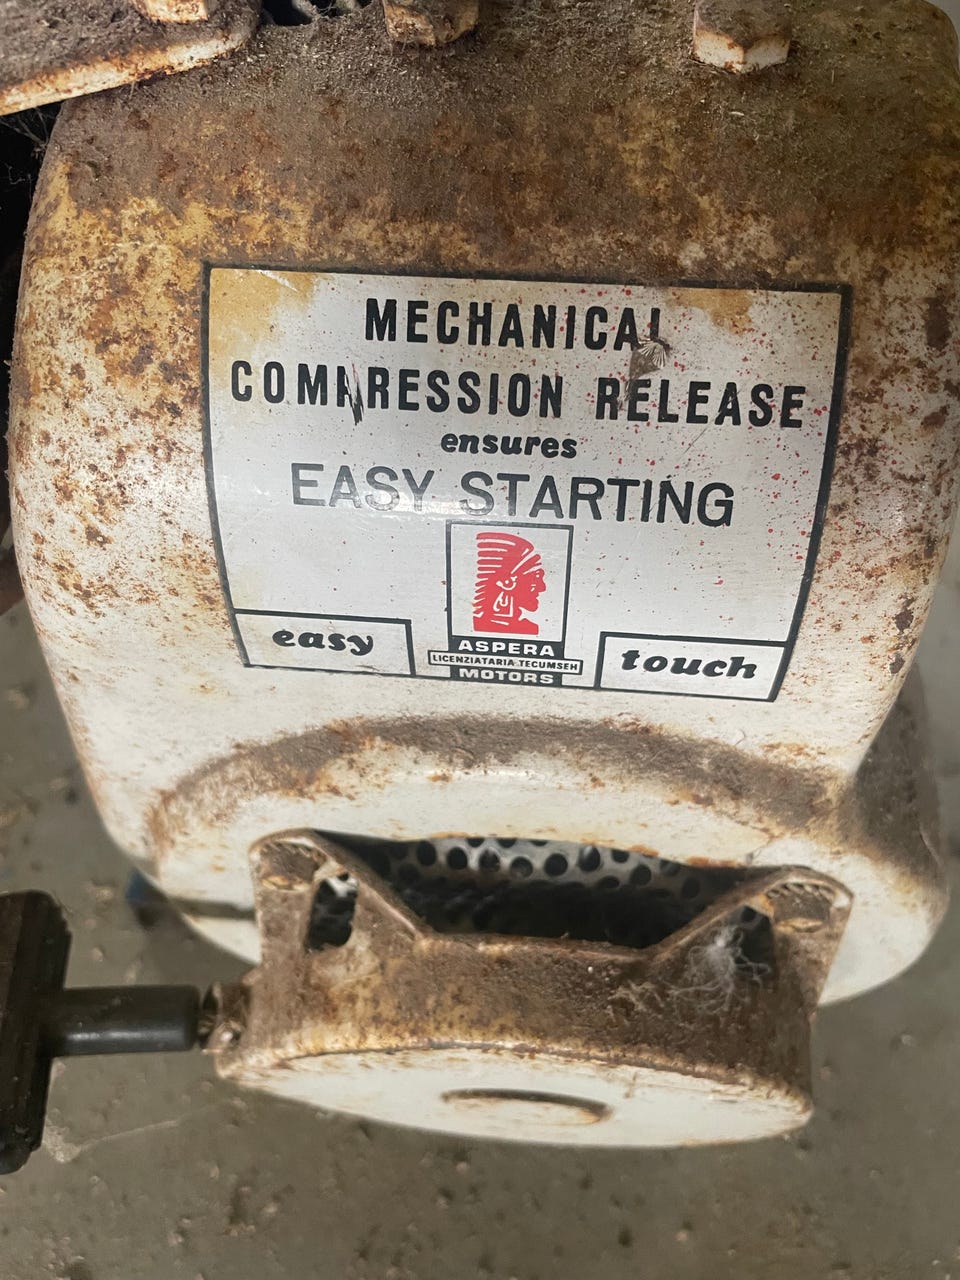 MECHANICAL
COMPRESSION RELEASE
ensures
EASY STARTING
easy
ASPERA
LICENZIATARIA TECUMSEH
MOTORS
touch